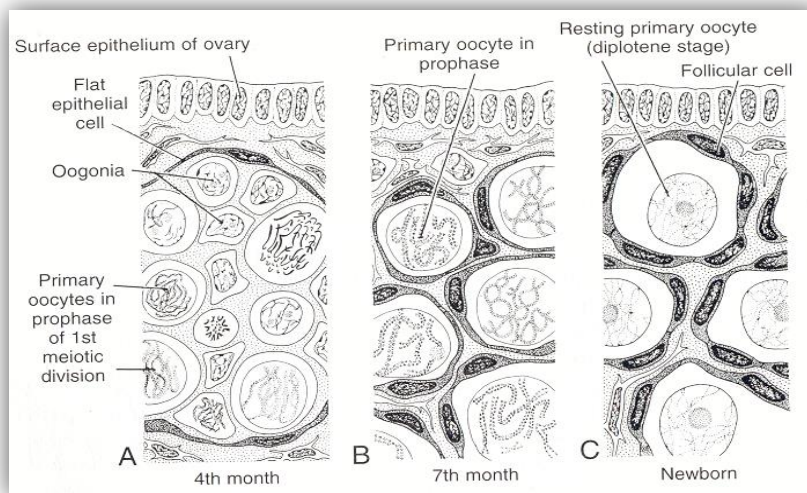 Surface epithelium of ovary
Flat
epithelial
cell
Oogonia
Primary
oocytes in
prophase
of 1st
meiotic
division
A
4th month
Primary oocyte in
prophase
B
7th month
Resting primary oocyte
(diplotene stage)
Follicular cell
C
Newborn